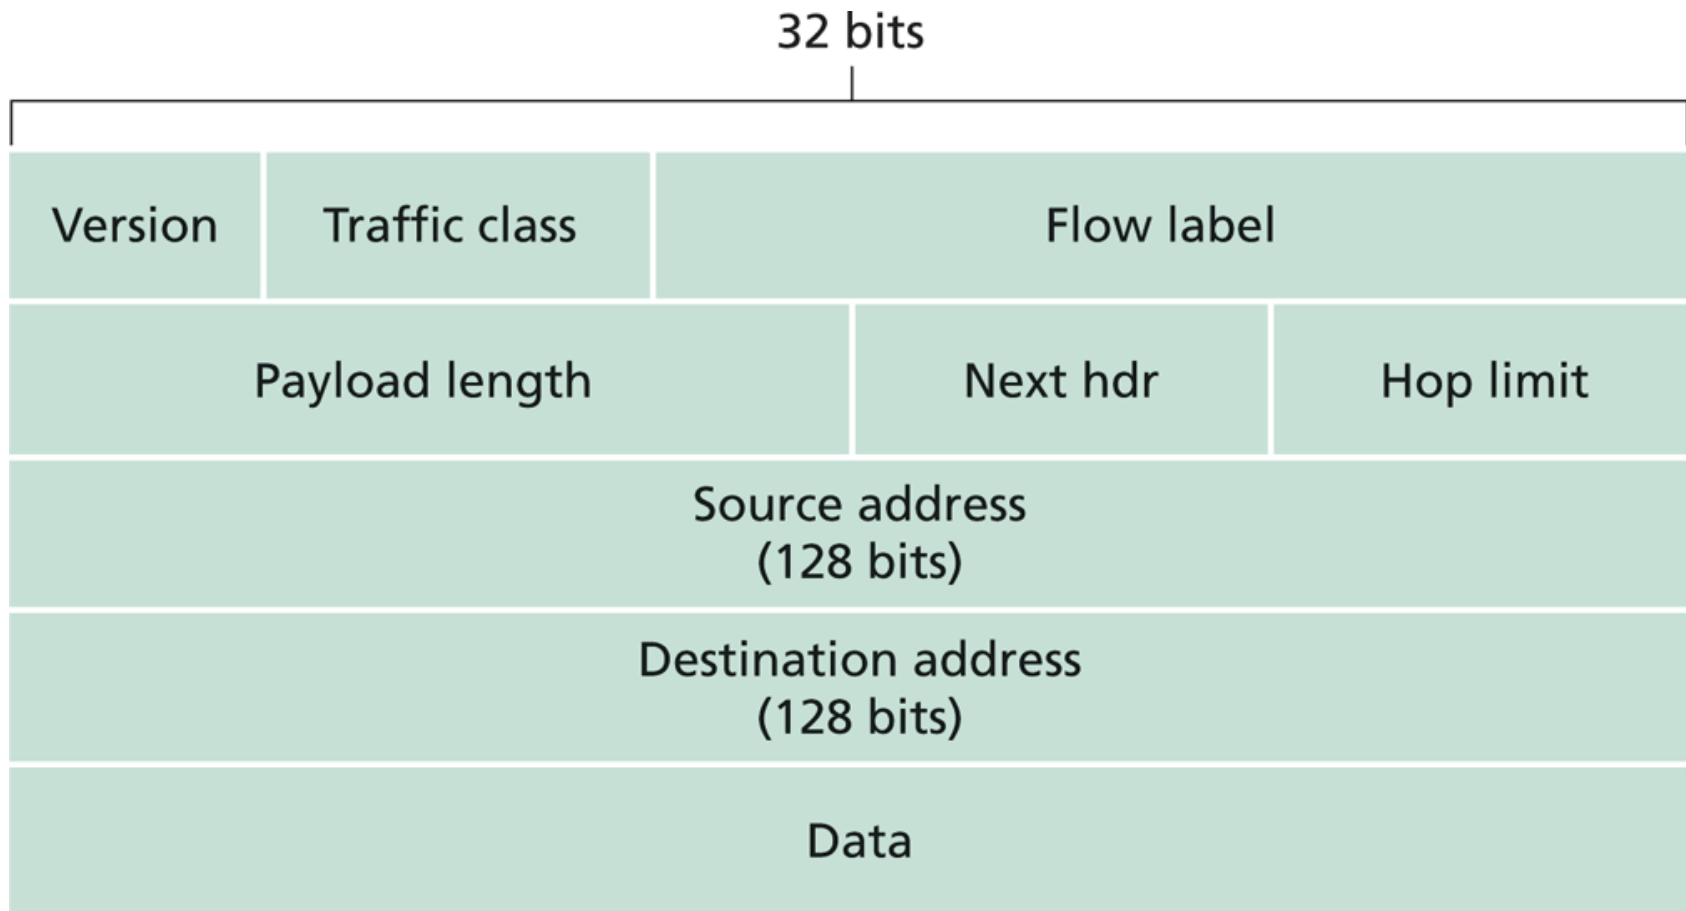 32 bits
Version
Traffic class
Flow label
Payload length
Next hdr
Hop limit
Source address
(128 bits)
Destination address
(128 bits)
Data